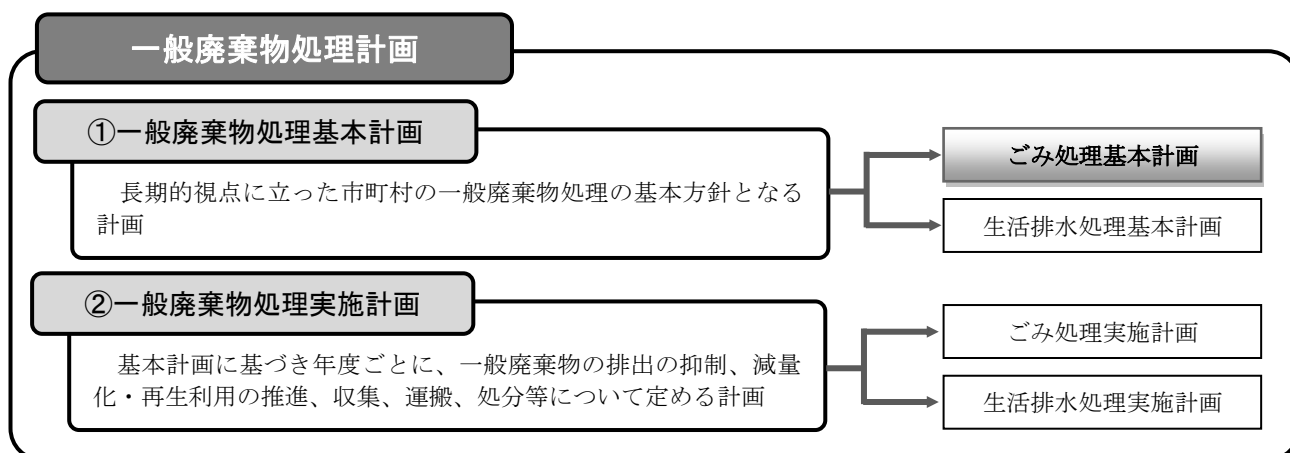 一般廃棄物処理計画
①一般廃棄物処理基本計画
長期的視点に立った市町村の一般廃棄物処理の基本方針となる
計画
ごみ処理基本計画
生活排水処理基本計画
②一般廃棄物処理実施計画
基本計画に基づき年度ごとに、一般廃棄物の排出の抑制、減量
化・再生利用の推進、収集、運搬、処分等について定める計画
ごみ処理実施計画
生活排水処理実施計画